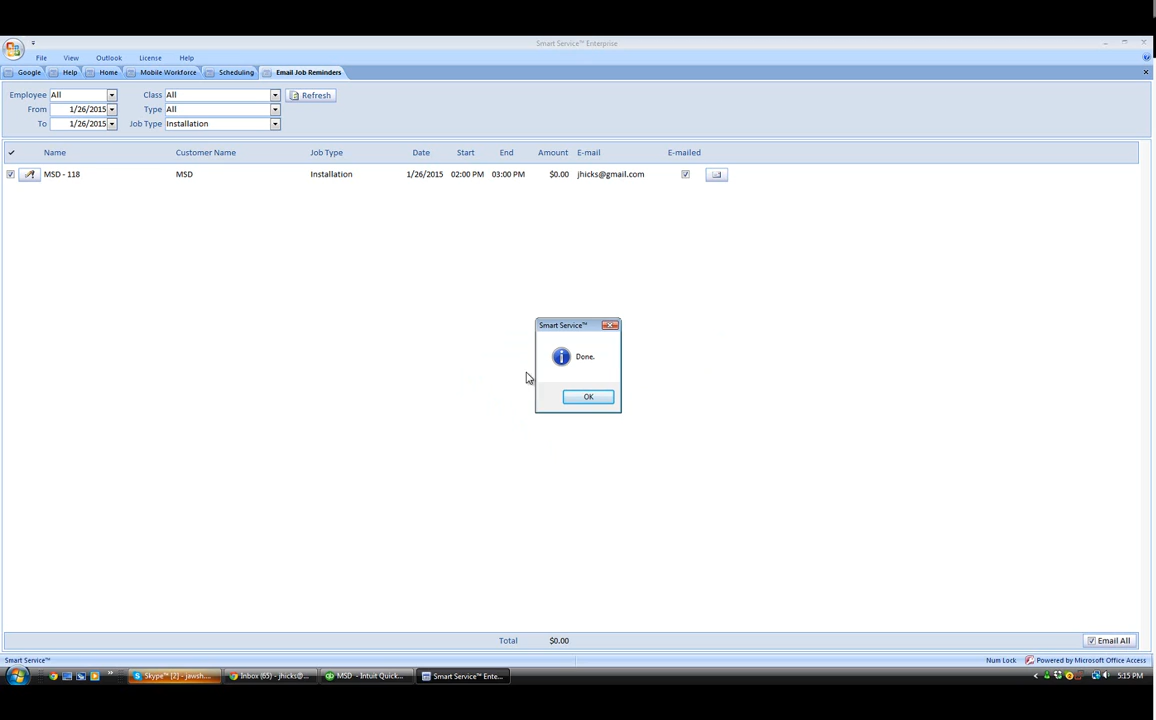 Smart Service™ Enterprise
File View Outlook License Help
Google Help Home Mobile Workforce Scheduling Email Job Reminders
Employee All Class All Refresh
From 1/26/2015 Type All
To 1/26/2015 Job Type Installation
Name Customer Name Job Type Date Start End Amount E-mail E-mailed
MSD - 118 MSD Installation 1/26/2015 02:00 PM 03:00 PM $0.00 jhicks@gmail.com
Smart Service™
Done.
OK
Total $0.00 Email All
Smart Service™ Num Lock Powered by Microsoft Office Access
Skype™ [2] - jawsh.... Inbox (65) - jhicks@... MSD - Intuit Quick... Smart Service™ Ente... 5:15 PM